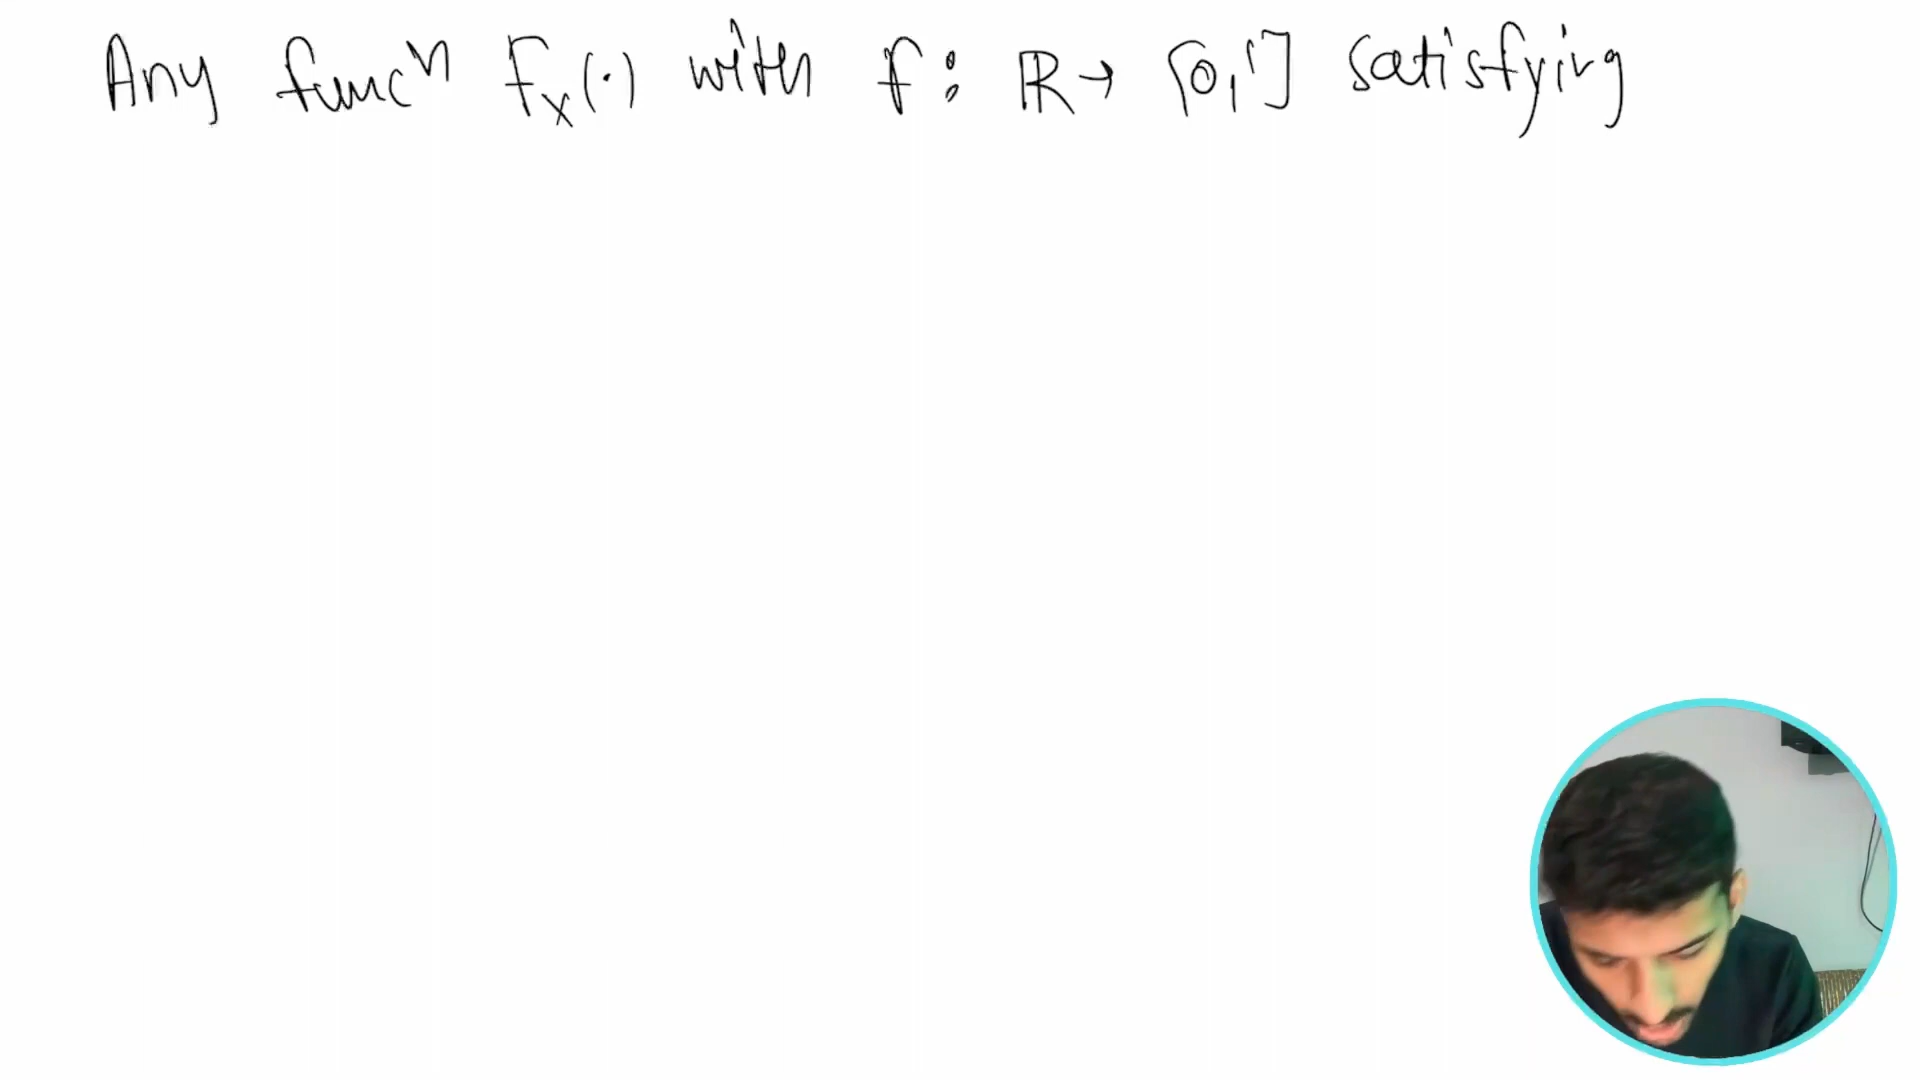 Any funcⁿ Fₓ(·) with F: ℝ → [0,1] satisfying